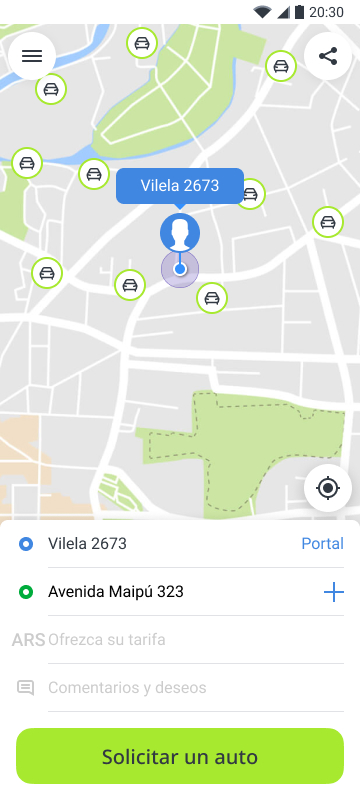 20:30
Vilela 2673
Vilela 2673 Portal
Avenida Maipú 323
ARS Ofrezca su tarifa
Comentarios y deseos
Solicitar un auto